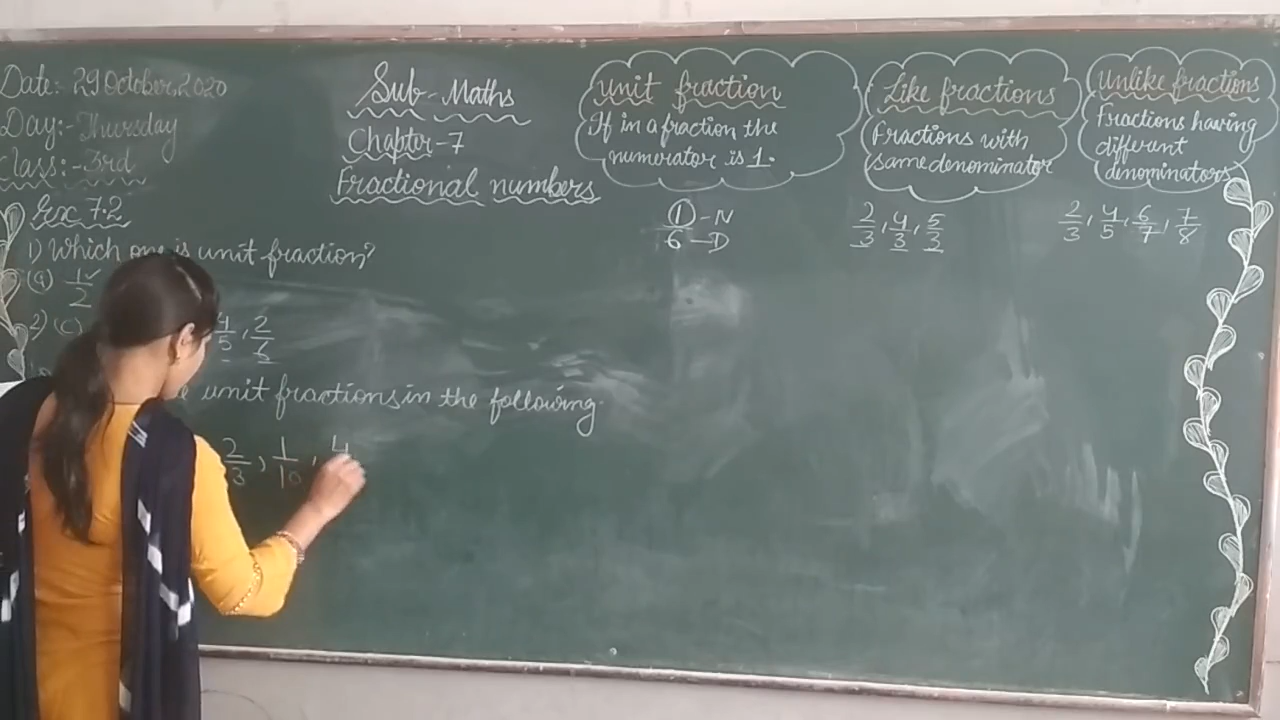 Date:- 29 October, 2020
Day:- Thursday
Class:- 3rd
Sub- Maths
Chapter-7
Fractional numbers
Unit fraction
If in a fraction the
numerator is 1.
1 - N
6 - D
Like fractions
Fractions with
same denominator
2/3, 4/3, 5/3
Unlike fractions
Fractions having
different
denominators
2/3, 4/5, 6/7, 7/8
Exc 7.2
1) Which one is unit fraction?
(a) 1/2 ✓
2) (c) 4/5, 2/6
unit fractions in the following.
2/3, 1/10, 4